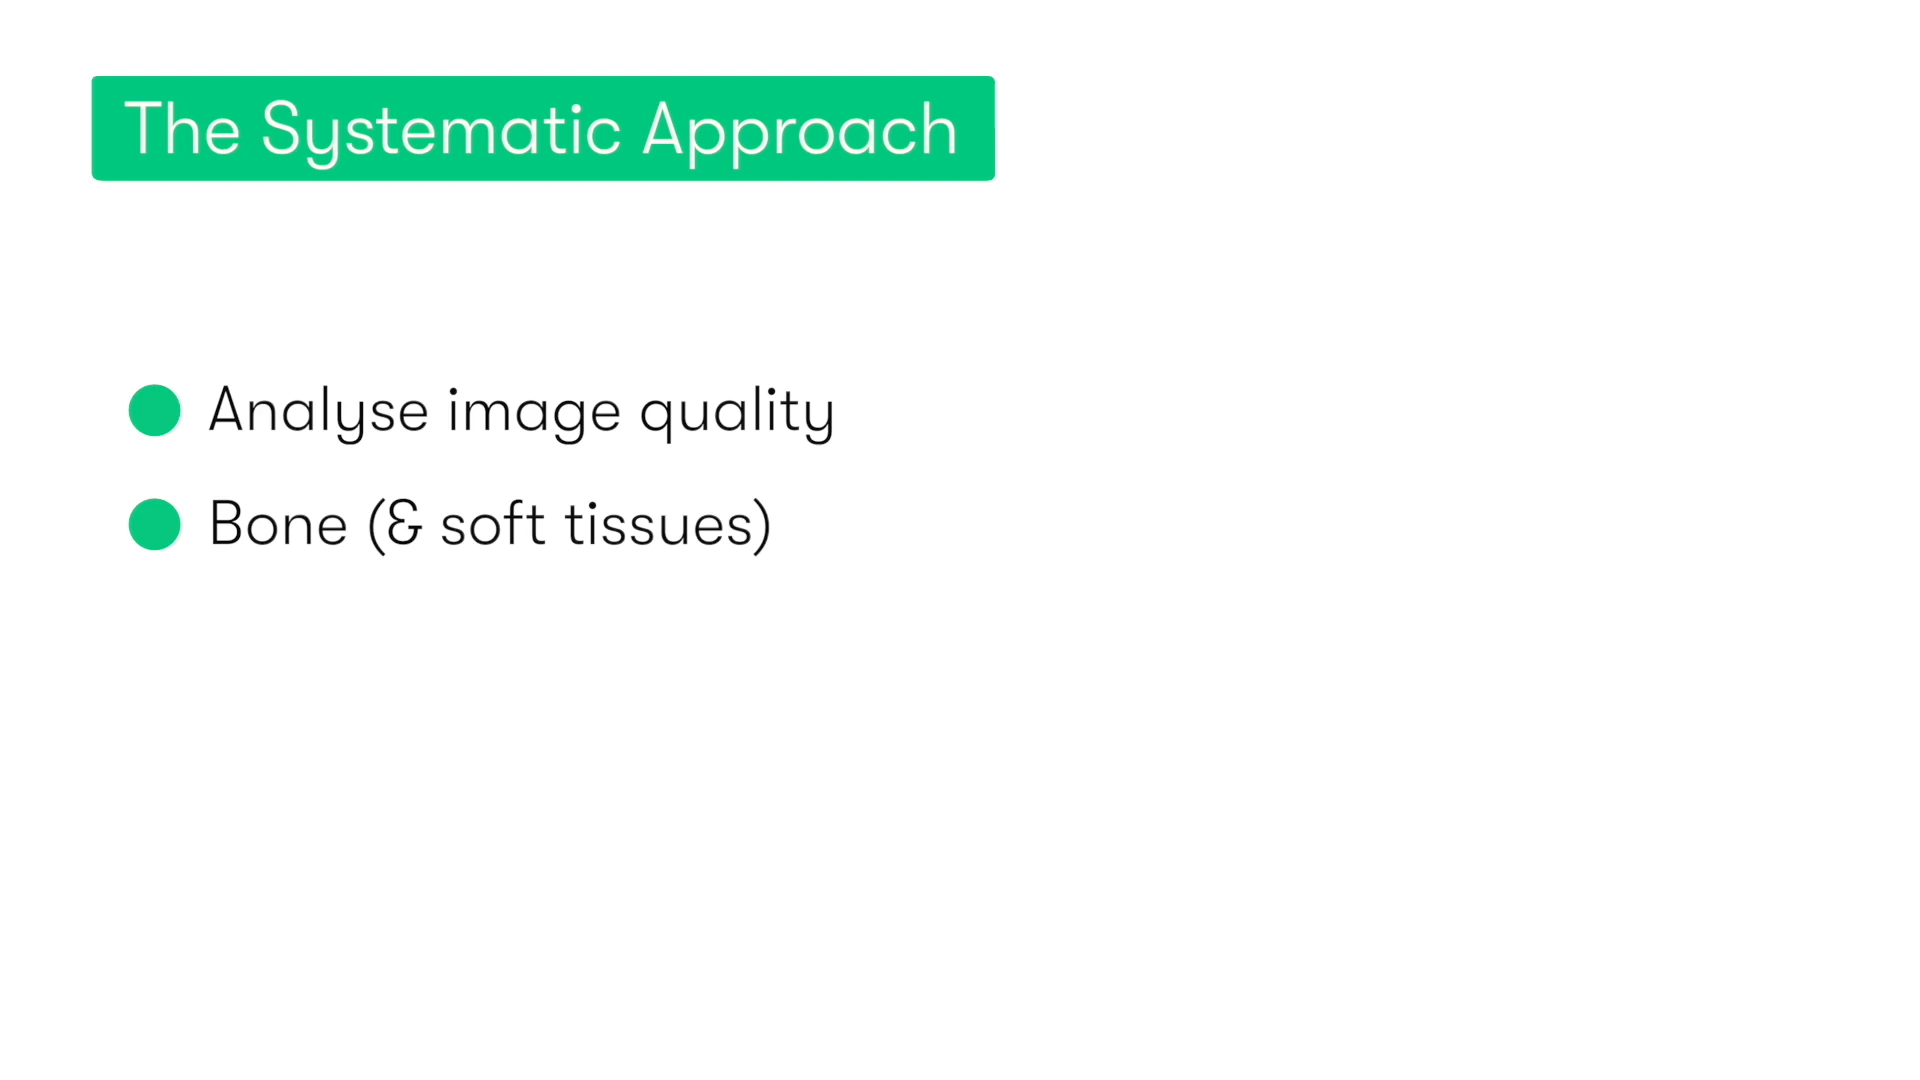 The Systematic Approach
Analyse image quality
Bone (& soft tissues)